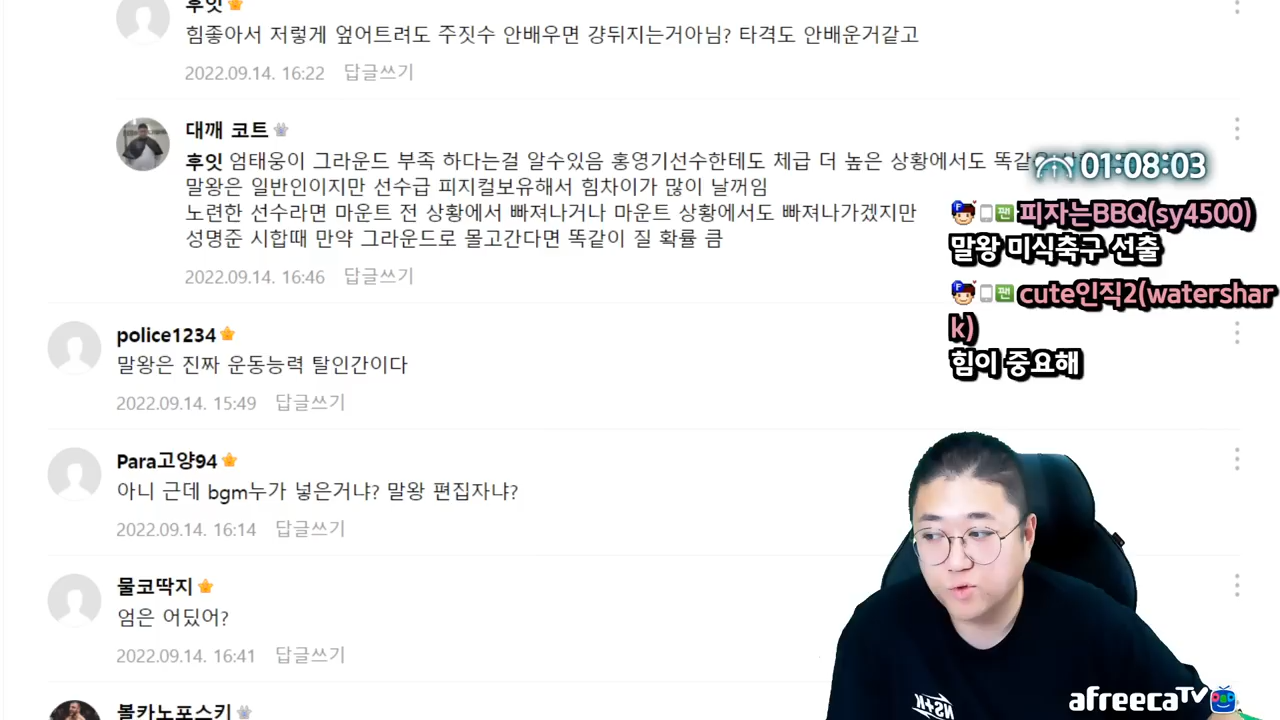 후잇
힘좋아서 저렇게 엎어트려도 주짓수 안배우면 걍뒤지는거아님? 타격도 안배운거같고
2022.09.14. 16:22 답글쓰기
대깨 코트
후잇 엄태웅이 그라운드 부족 하다는걸 알수있음 홍영기선수한테도 체급 더 높은 상황에서도
말왕은 일반인이지만 선수급 피지컬보유해서 힘차이가 많이 날꺼임
노련한 선수라면 마운트 전 상황에서 빠져나거나 마운트 상황에서도 빠져나가겠지만
성명준 시합때 만약 그라운드로 몰고간다면 똑같이 질 확률 큼
2022.09.14. 16:46 답글쓰기
police1234
말왕은 진짜 운동능력 탈인간이다
2022.09.14. 15:49 답글쓰기
Para고양94
아니 근데 bgm누가 넣은거냐? 말왕 편집자냐?
2022.09.14. 16:14 답글쓰기
물코딱지
엄은 어딨어?
2022.09.14. 16:41 답글쓰기
볼카노포스키
01:08:03
피자는BBQ(sy4500)
말왕 미식축구 선출
cute인직2(watershar
k)
힘이 중요해
afreecaTV